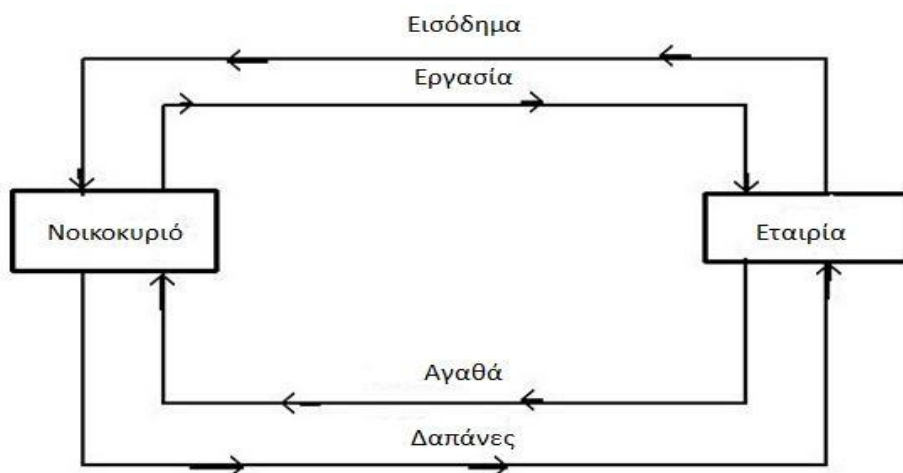 Εισόδημα
Εργασία
Νοικοκυριό
Εταιρία
Αγαθά
Δαπάνες